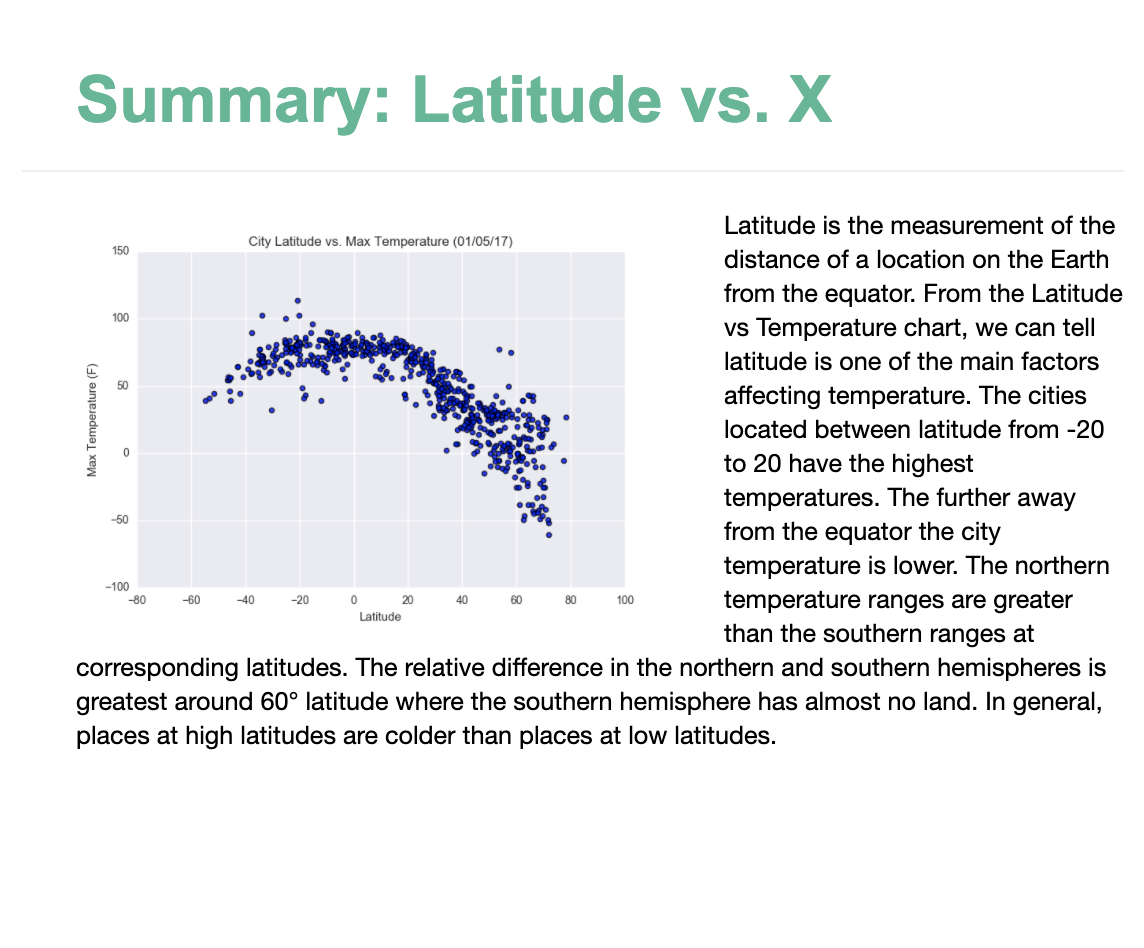 Summary: Latitude vs. X
City Latitude vs. Max Temperature (01/05/17)
150
100
50
0
−50
−100
Max Temperature (F)
−80 −60 −40 −20 0 20 40 60 80 100
Latitude
Latitude is the measurement of the
distance of a location on the Earth
from the equator. From the Latitude
vs Temperature chart, we can tell
latitude is one of the main factors
affecting temperature. The cities
located between latitude from -20
to 20 have the highest
temperatures. The further away
from the equator the city
temperature is lower. The northern
temperature ranges are greater
than the southern ranges at
corresponding latitudes. The relative difference in the northern and southern hemispheres is
greatest around 60° latitude where the southern hemisphere has almost no land. In general,
places at high latitudes are colder than places at low latitudes.